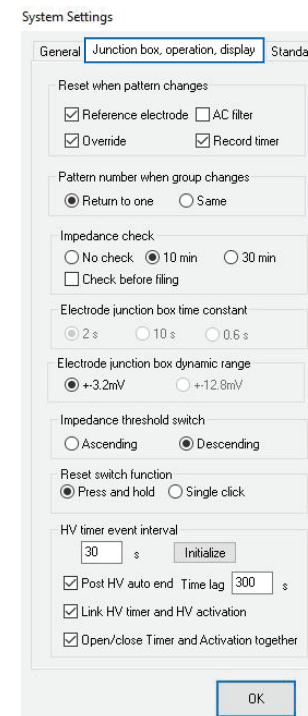 System Settings
General Junction box, operation, display Standa
Reset when pattern changes
Reference electrode AC filter
Override Record timer
Pattern number when group changes
Return to one Same
Impedance check
No check 10 min 30 min
Check before filing
Electrode junction box time constant
2 s 10 s 0.6 s
Electrode junction box dynamic range
+-3.2mV +-12.8mV
Impedance threshold switch
Ascending Descending
Reset switch function
Press and hold Single click
HV timer event interval
30 s Initialize
Post HV auto end Time lag 300 s
Link HV timer and HV activation
Open/close Timer and Activation together
OK